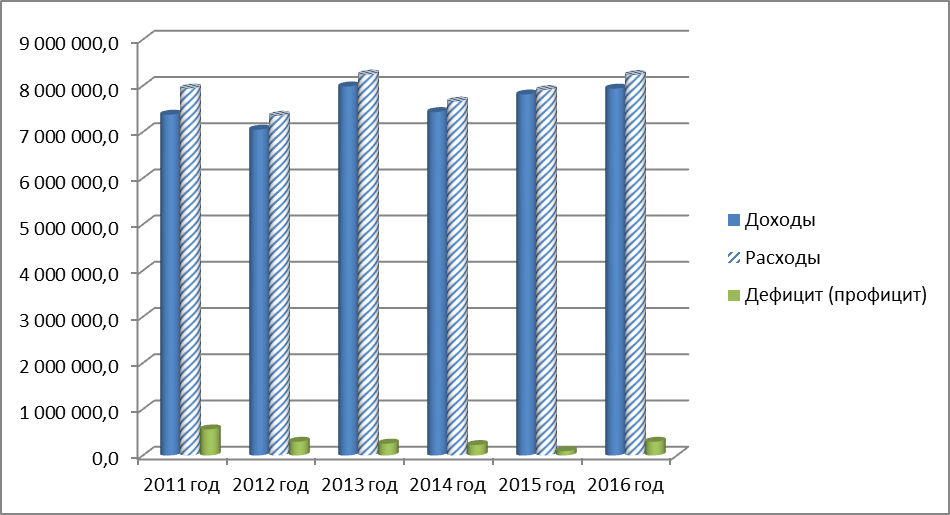 9 000 000,0
8 000 000,0
7 000 000,0
6 000 000,0
5 000 000,0
4 000 000,0
3 000 000,0
2 000 000,0
1 000 000,0
0,0
2011 год 2012 год 2013 год 2014 год 2015 год 2016 год
Доходы
Расходы
Дефицит (профицит)